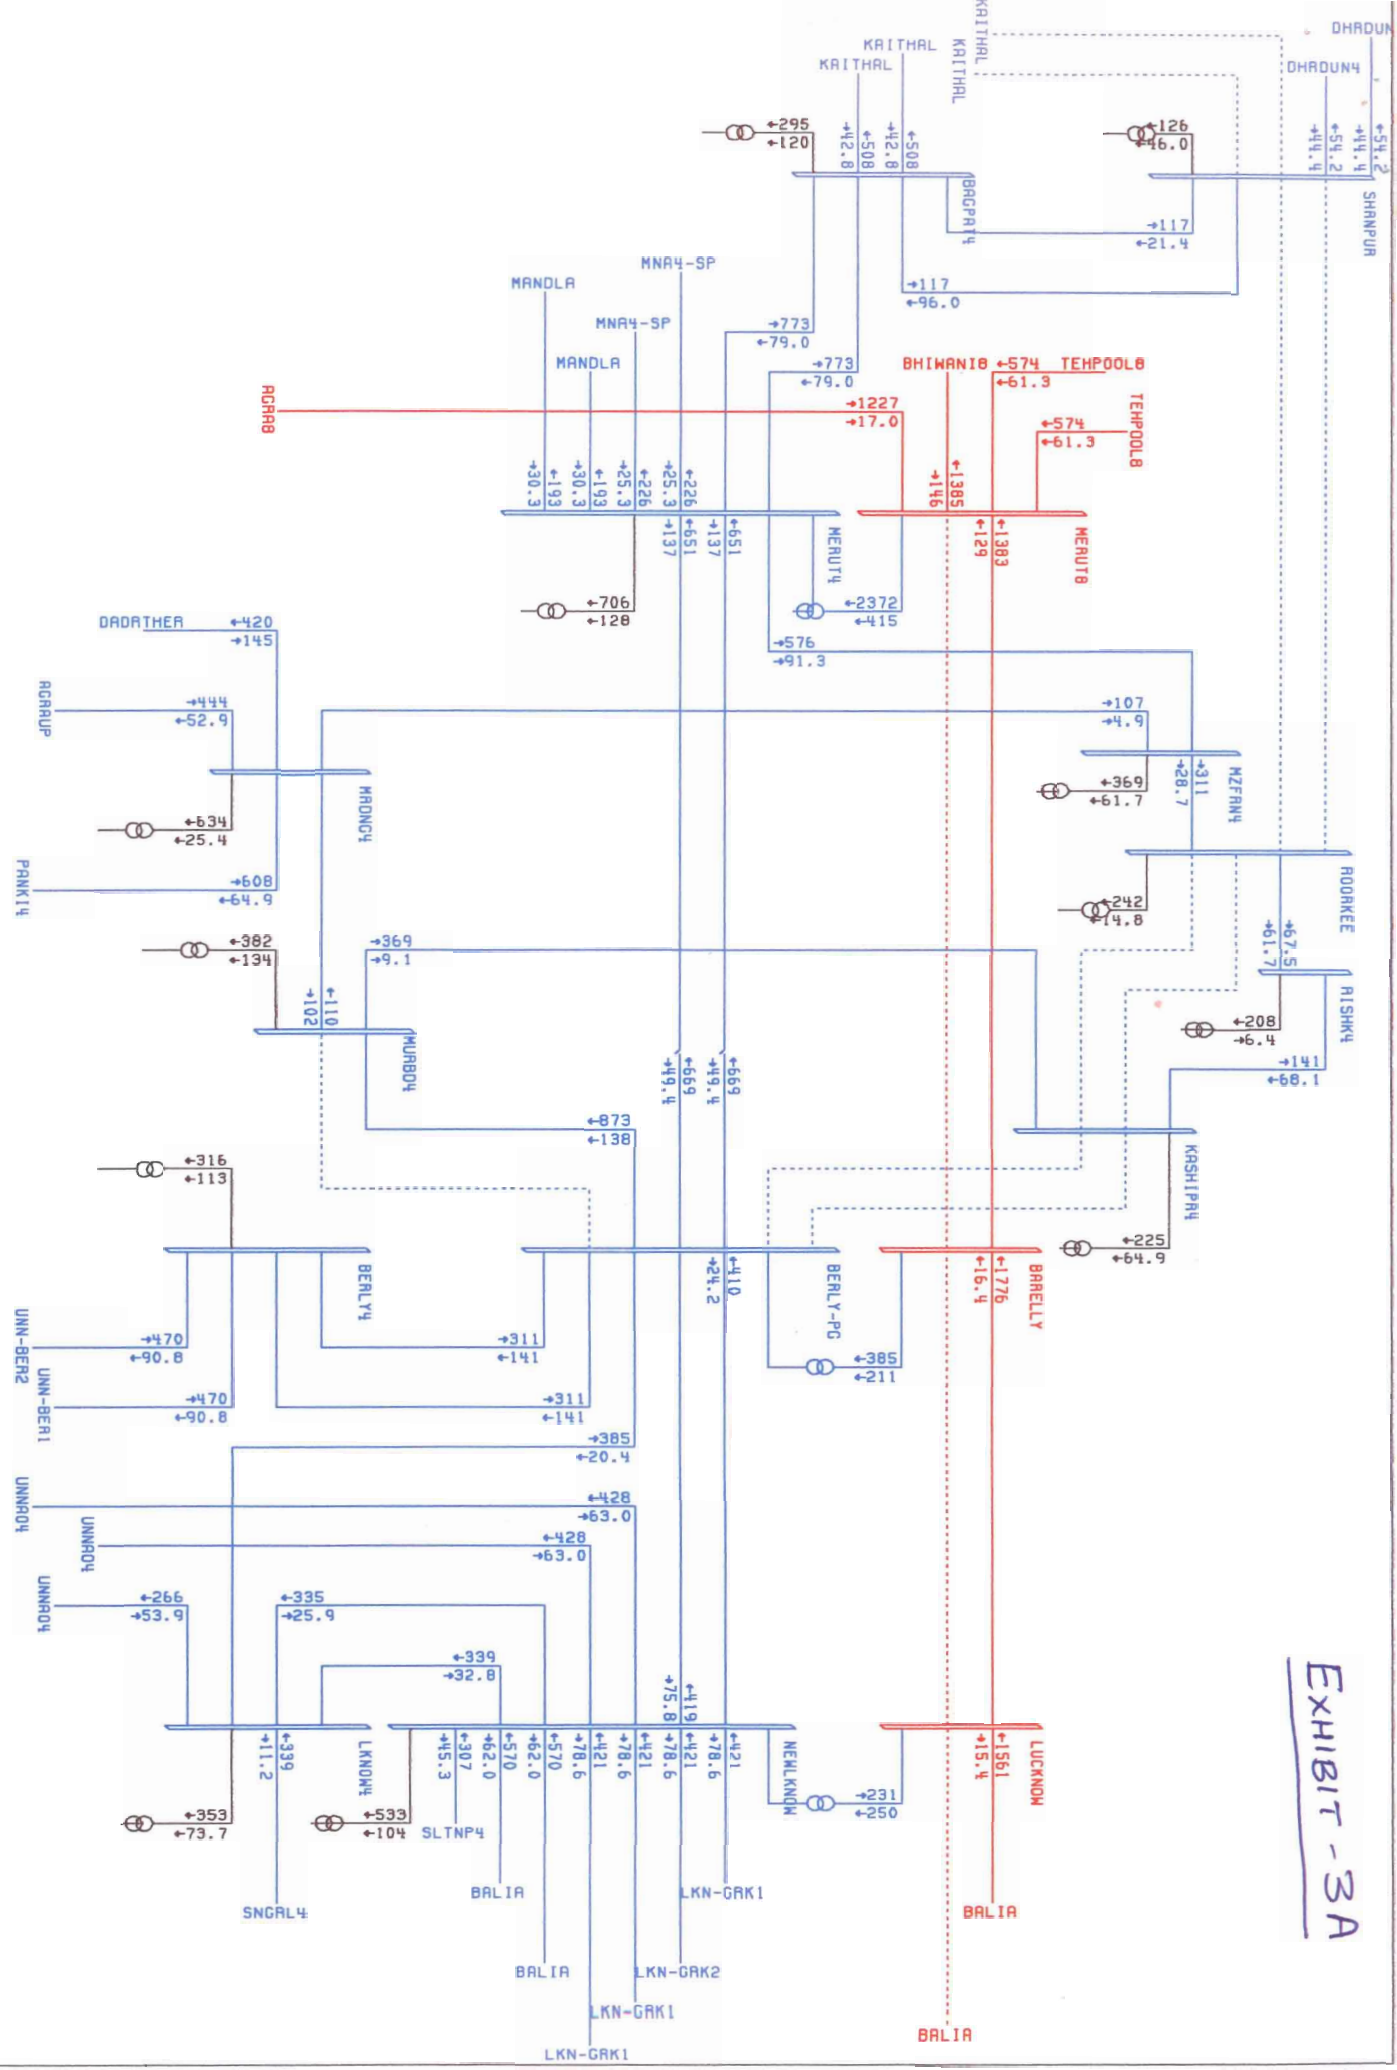 KAITHAL
KAITHAL
KAITHAL
KAITHAL
DHRDUN4
←54.2
→44.4
←54.2
→44.4
SHRNPUR
←126
←46.0
←295
←120
←508
→42.8
←508
→42.8
BAGPAT4
→117
←21.4
→117
←96.0
MNA4-SP
MANDLA
MNA4-SP
MANDLA
→773
←79.0
→773
←79.0
BHIWANI8
←574
←61.3
TEHPOOL8
TEHPOOL8
←574
←61.3
AGRA8
→1227
→17.0
←193
→30.3
←193
→30.3
←226
→25.3
←226
→25.3
←651
→137
←651
→137
MERUT4
←1385
→146
←1383
←129
MERUT8
←706
←128
←2372
←415
→576
→91.3
DADRTHER
←420
→145
AGRAUP
→444
←52.9
→107
→4.9
MZFRN4
→311
→28.7
←369
←61.7
MRDNG4
←634
←25.4
PANKI4
→608
←64.9
ROORKEE
←242
←14.8
←67.5
←61.7
RISHK4
←382
←134
→369
→9.1
←110
→102
MURBD4
←208
→6.4
→141
←68.1
←669
→49.4
←669
→49.4
←873
←138
KASHIPR4
←225
←64.9
←316
←113
BERLY4
BERLY-PG
←410
→24.2
BARELLY
←1776
←16.4
UNN-BER2
→470
←90.8
→311
←141
←385
←211
UNN-BER1
→470
←90.8
→311
←141
→385
←20.4
UNNAO4
←428
→63.0
UNNAO4
←428
→63.0
UNNAO4
←266
→53.9
←335
→25.9
←339
→32.8
←419
→75.8
LKNOW4
←339
→11.2
←307
→45.3
←570
→62.0
←570
→62.0
←421
→78.6
←421
→78.6
←421
→78.6
←421
→78.6
NEWLKNOW
LUCKNOW
←1561
→15.4
→231
←250
←353
←73.7
←533
←104
SLTNP4
BALIA
LKN-GRK1
SNGRL4
BALIA
BALIA
LKN-GRK2
LKN-GRK1
BALIA
LKN-GRK1
EXHIBIT - 3A